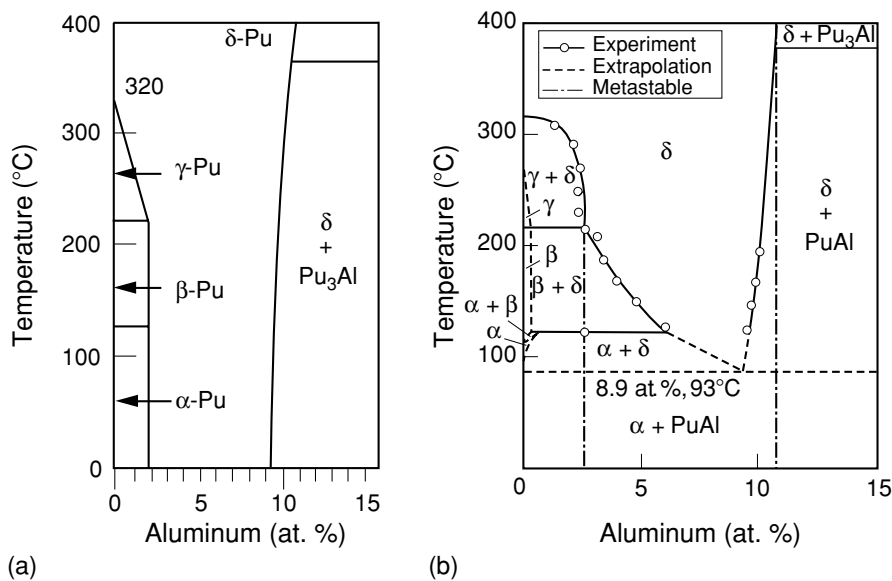 400
δ-Pu
320
300
γ-Pu
δ
+
Pu₃Al
200
β-Pu
100
α-Pu
0
0
5
10
15
Temperature (°C)
Aluminum (at. %)
(a)
400
Experiment
Extrapolation
Metastable
δ + Pu₃Al
300
δ
γ + δ
γ
δ
+
PuAl
200
β
β + δ
α + β
α
α + δ
100
8.9 at.%, 93°C
α + PuAl
0
5
10
15
Temperature (°C)
Aluminum (at. %)
(b)